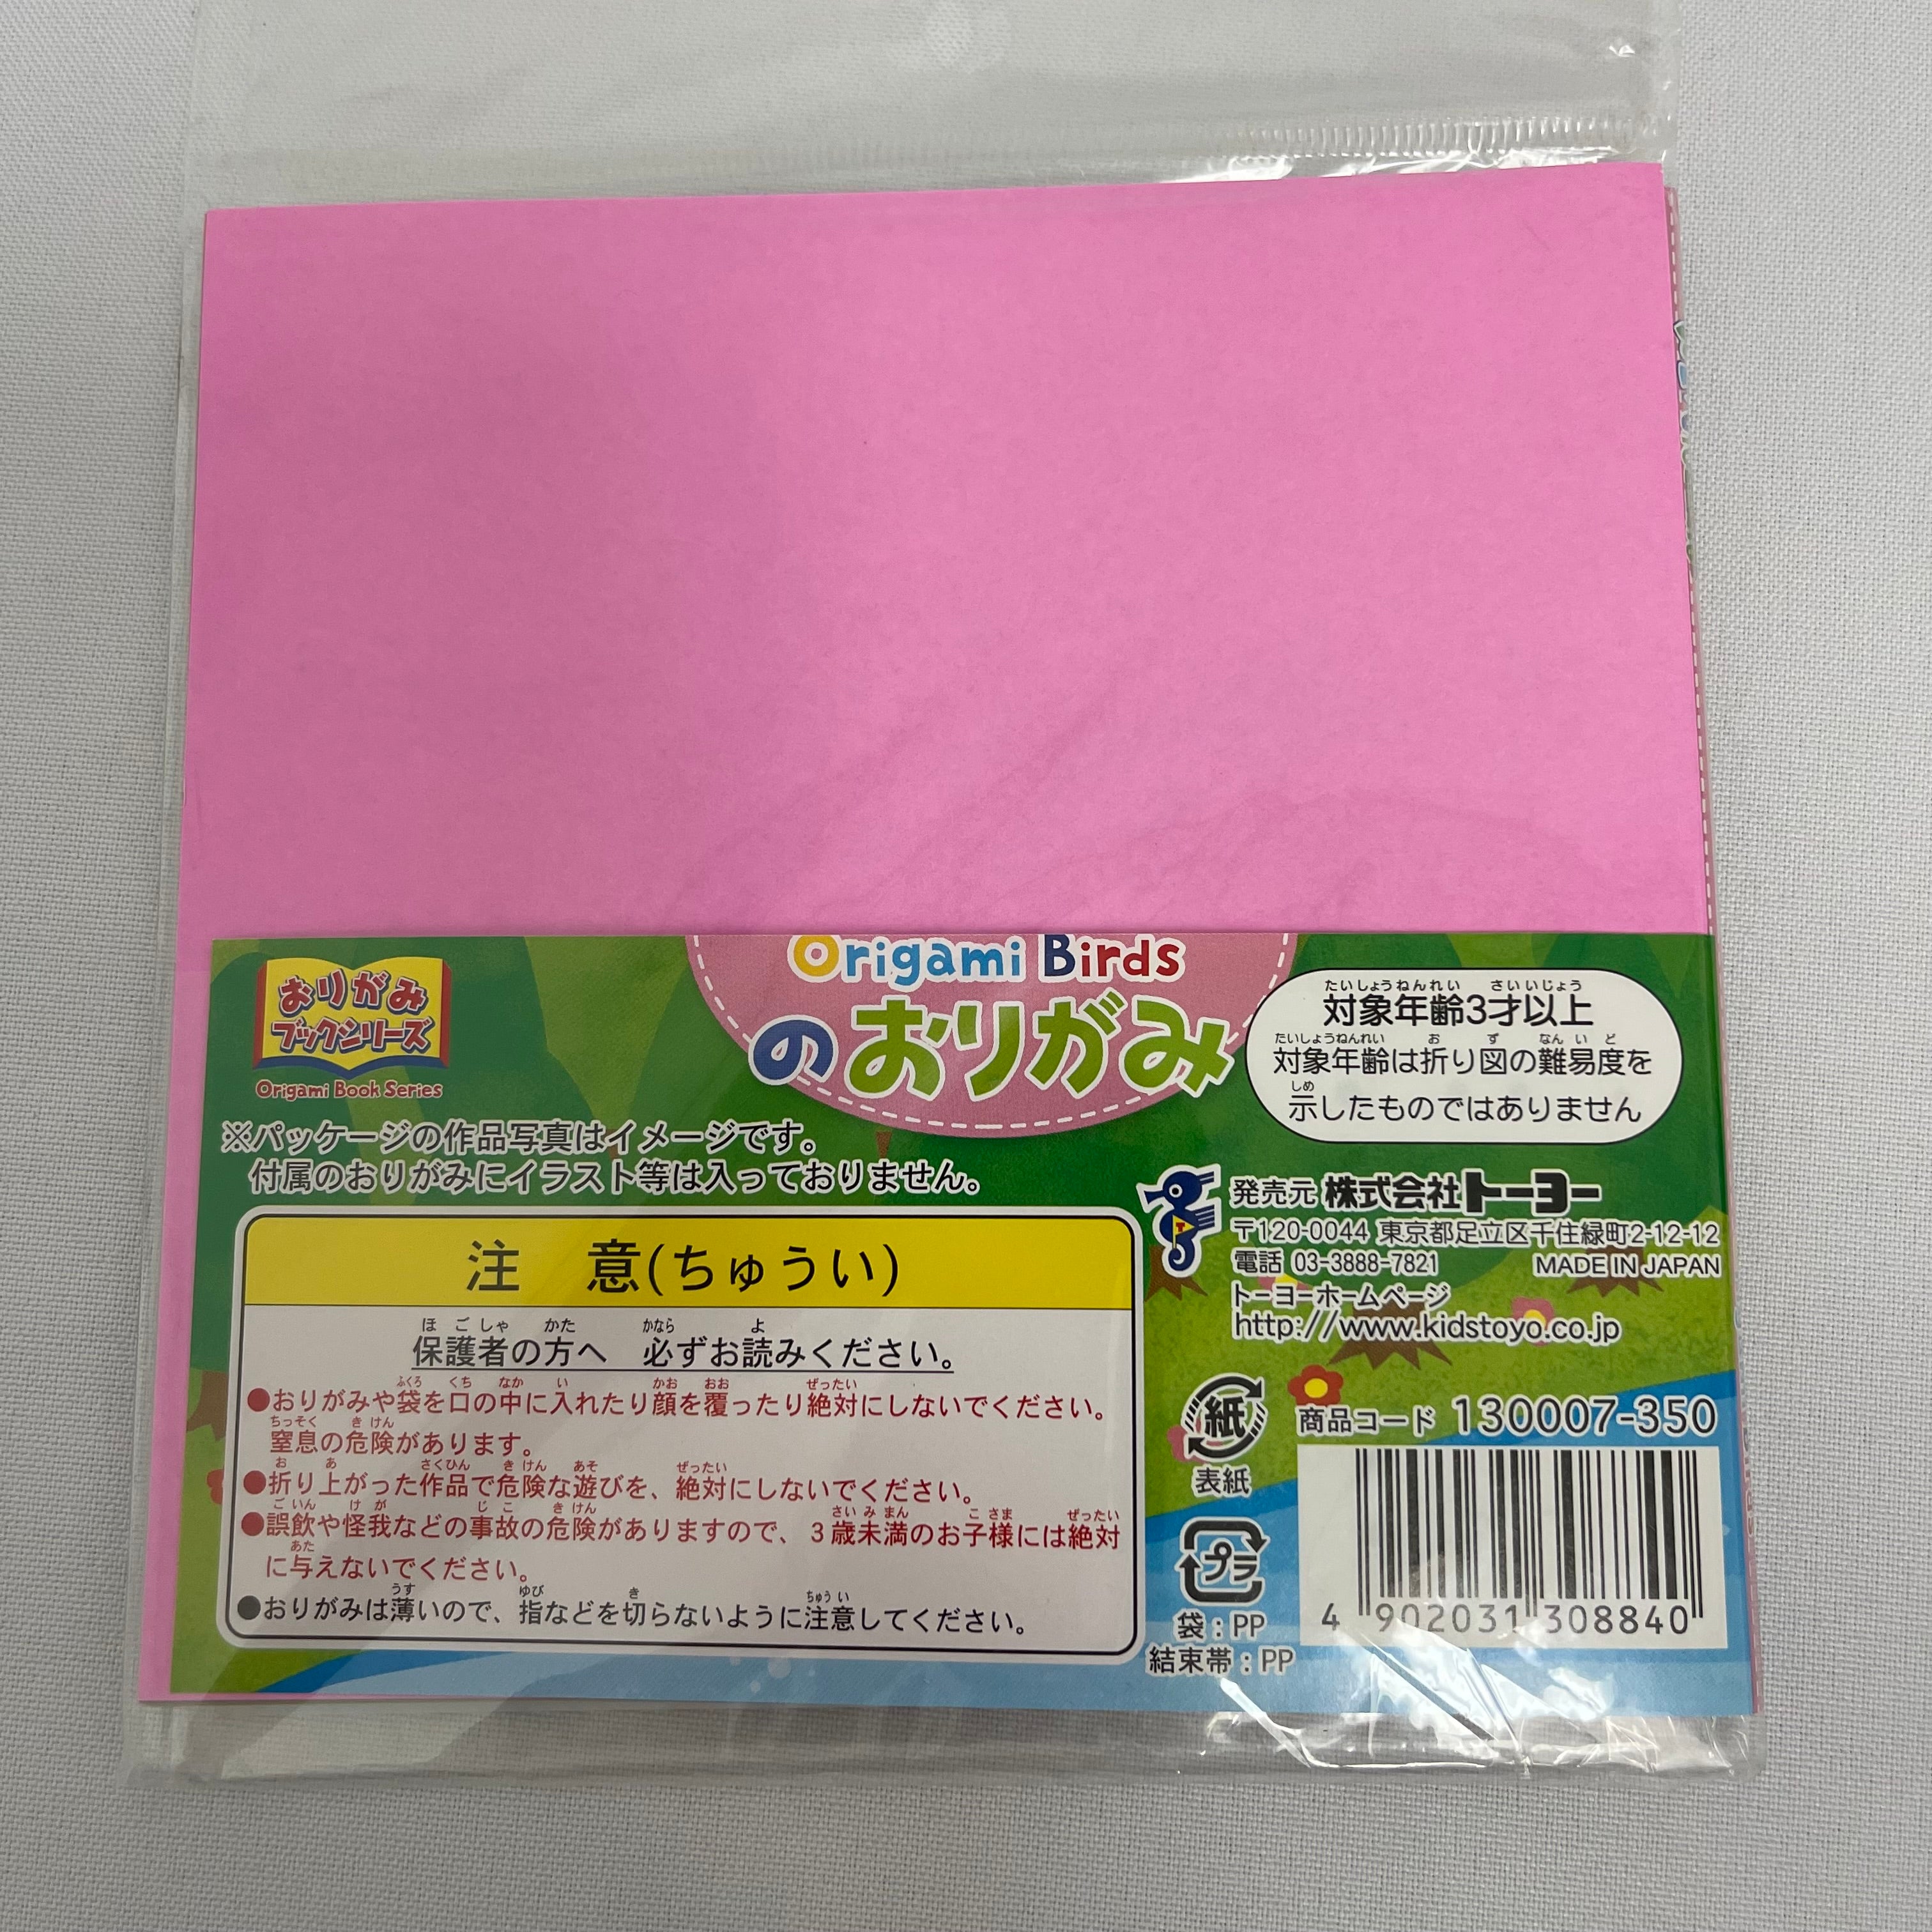 Origami Birds
のおりがみ
おりがみ
ブックシリーズ
Origami Book Series
対象年齢3才以上
たいしょうねんれい さいいじょう
対象年齢は折り図の難易度を
たいしょうねんれい お ず なんいど
示したものではありません
しめ
※パッケージの作品写真はイメージです。
付属のおりがみにイラスト等は入っておりません。
注 意(ちゅうい)
保護者の方へ 必ずお読みください。
ほごしゃ かた かなら よ
●おりがみや袋を口の中に入れたり顔を覆ったり絶対にしないでください。
ふくろ くち なか い かお おお ぜったい
窒息の危険があります。
ちっそく きけん
●折り上がった作品で危険な遊びを、絶対にしないでください。
お あ さくひん きけん あそ ぜったい
●誤飲や怪我などの事故の危険がありますので、3歳未満のお子様には絶対
ごいん けが じこ きけん さいみまん こさま ぜったい
に与えないでください。
あた
●おりがみは薄いので、指などを切らないように注意してください。
うす ゆび き ちゅうい
発売元 株式会社トーヨー
〒120-0044 東京都足立区千住緑町2-12-12
電話 03-3888-7821 MADE IN JAPAN
トーヨーホームページ
http://www.kidstoyo.co.jp
紙
表紙
商品コード 130007-350
プラ
袋:PP
結束帯:PP
4 902031 308840